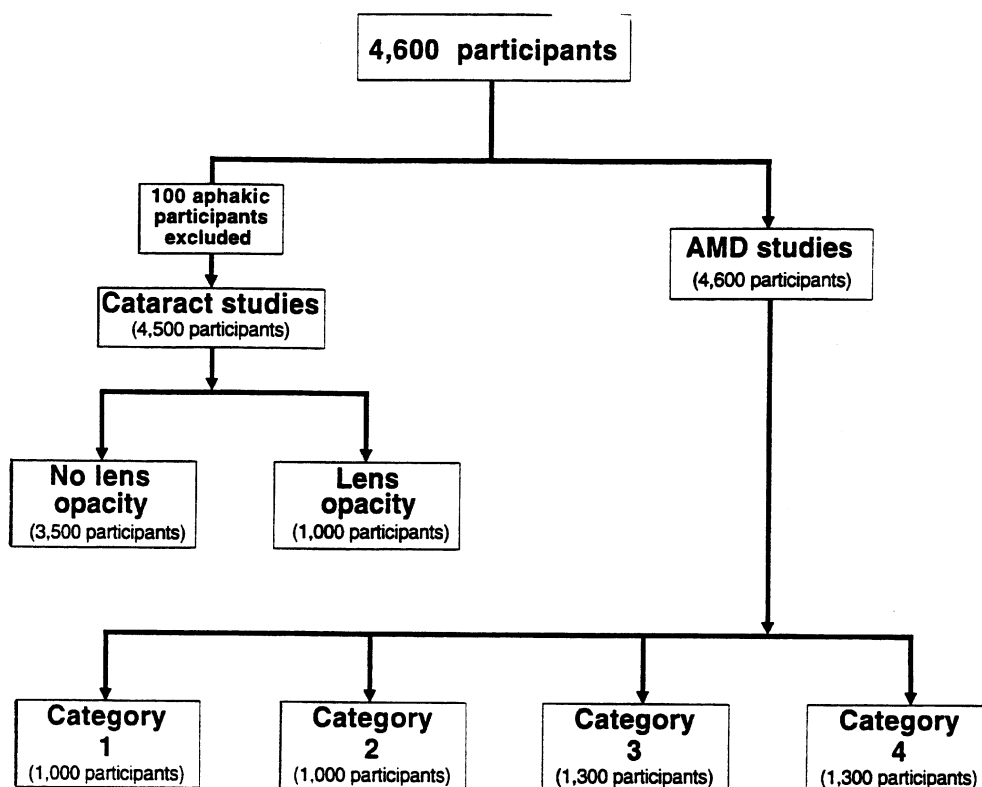 4,600 participants
100 aphakic
participants
excluded
Cataract studies
(4,500 participants)
AMD studies
(4,600 participants)
No lens
opacity
(3,500 participants)
Lens
opacity
(1,000 participants)
Category
1
(1,000 participants)
Category
2
(1,000 participants)
Category
3
(1,300 participants)
Category
4
(1,300 participants)